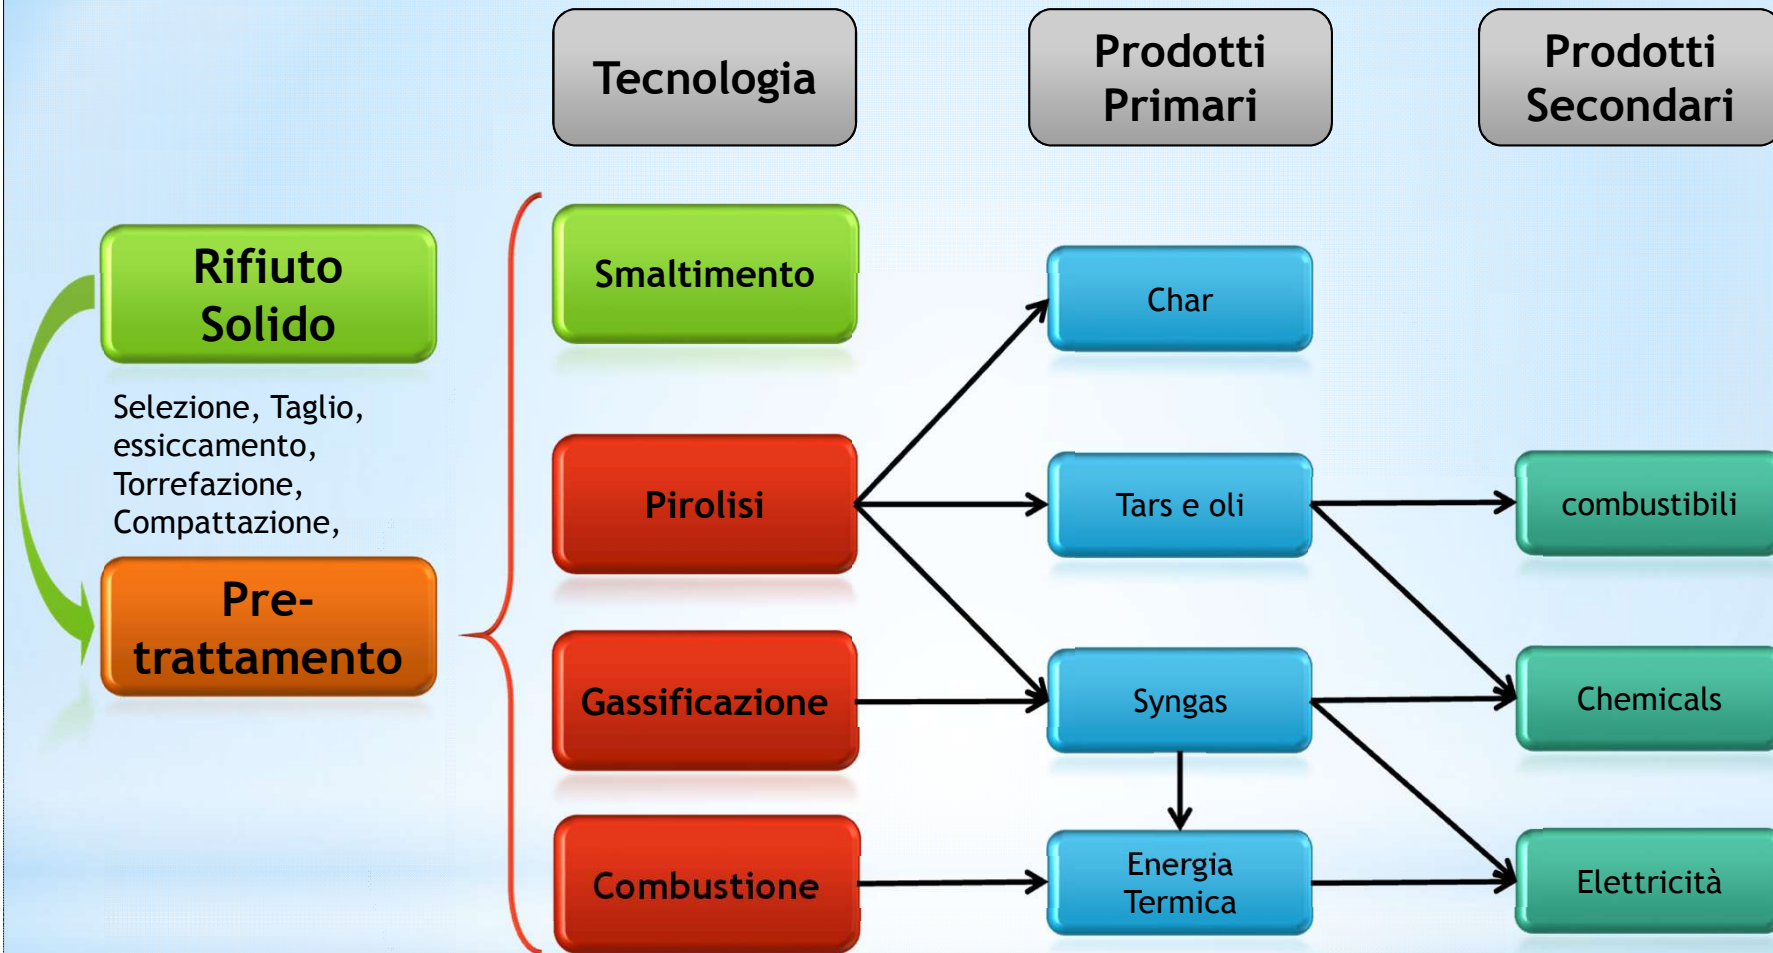 Tecnologia
Prodotti
Primari
Prodotti
Secondari
Rifiuto
Solido
Selezione, Taglio,
essiccamento,
Torrefazione,
Compattazione,
Pre-
trattamento
Smaltimento
Pirolisi
Gassificazione
Combustione
Char
Tars e oli
Syngas
Energia
Termica
combustibili
Chemicals
Elettricità